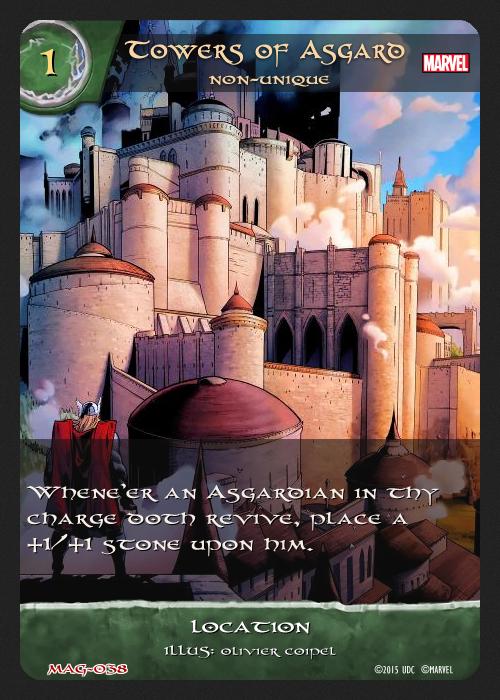 1
Towers of Asgard
MARVEL
non-unique
Whene'er an Asgardian in thy
charge doth revive, place a
+1/+1 stone upon him.
Location
Illus: Olivier Coipel
MAG-038
©2015 UDC ©MARVEL